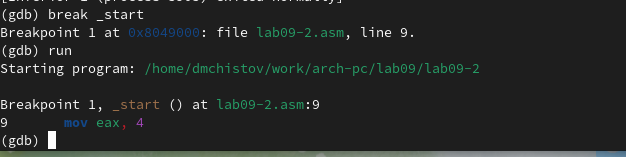 (gdb) break _start
Breakpoint 1 at 0x8049000: file lab09-2.asm, line 9.
(gdb) run
Starting program: /home/dmchistov/work/arch-pc/lab09/lab09-2

Breakpoint 1, _start () at lab09-2.asm:9
9        mov eax, 4
(gdb)